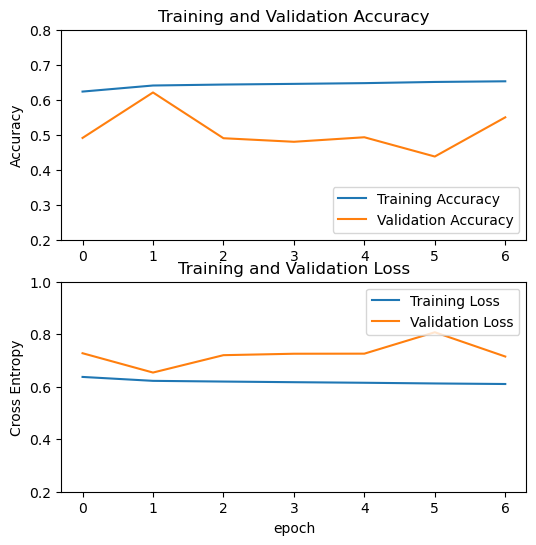 Training and Validation Accuracy
0.8
0.7
0.6
0.5
0.4
0.3
0.2
Accuracy
Training Accuracy
Validation Accuracy
0 1 2 3 4 5 6
Training and Validation Loss
1.0
0.8
0.6
0.4
0.2
Cross Entropy
Training Loss
Validation Loss
0 1 2 3 4 5 6
epoch